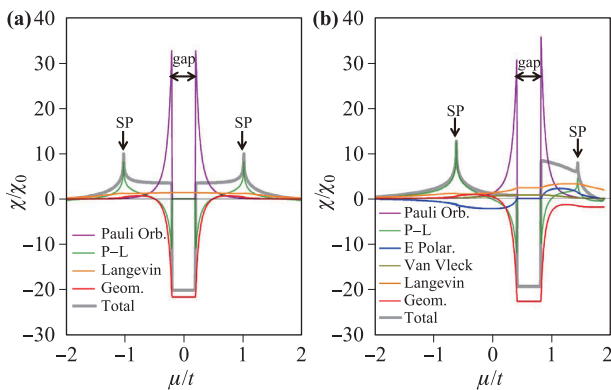 (a)
40
30
20
10
0
−10
−20
−30
χ/χ0
gap
SP
SP
Pauli Orb.
P−L
Langevin
Geom.
Total
−2
−1
0
1
2
μ/t
(b)
40
30
20
10
0
−10
−20
−30
χ/χ0
gap
SP
SP
Pauli Orb.
P−L
E Polar.
Van Vleck
Langevin
Geom.
Total
−2
−1
0
1
2
μ/t